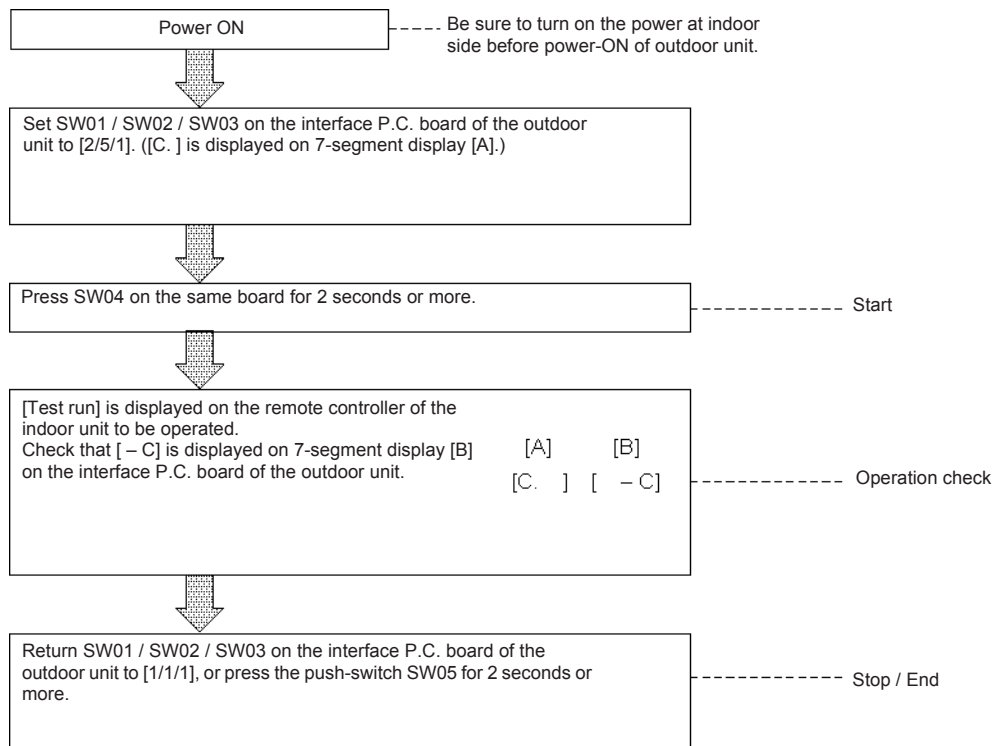 Power ON
Be sure to turn on the power at indoor
side before power-ON of outdoor unit.
Set SW01 / SW02 / SW03 on the interface P.C. board of the outdoor
unit to [2/5/1]. ([C. ] is displayed on 7-segment display [A].)
Press SW04 on the same board for 2 seconds or more.
Start
[Test run] is displayed on the remote controller of the
indoor unit to be operated.
Check that [ – C] is displayed on 7-segment display [B]
on the interface P.C. board of the outdoor unit.
[A] [B]
[C. ] [ – C]
Operation check
Return SW01 / SW02 / SW03 on the interface P.C. board of the
outdoor unit to [1/1/1], or press the push-switch SW05 for 2 seconds or
more.
Stop / End